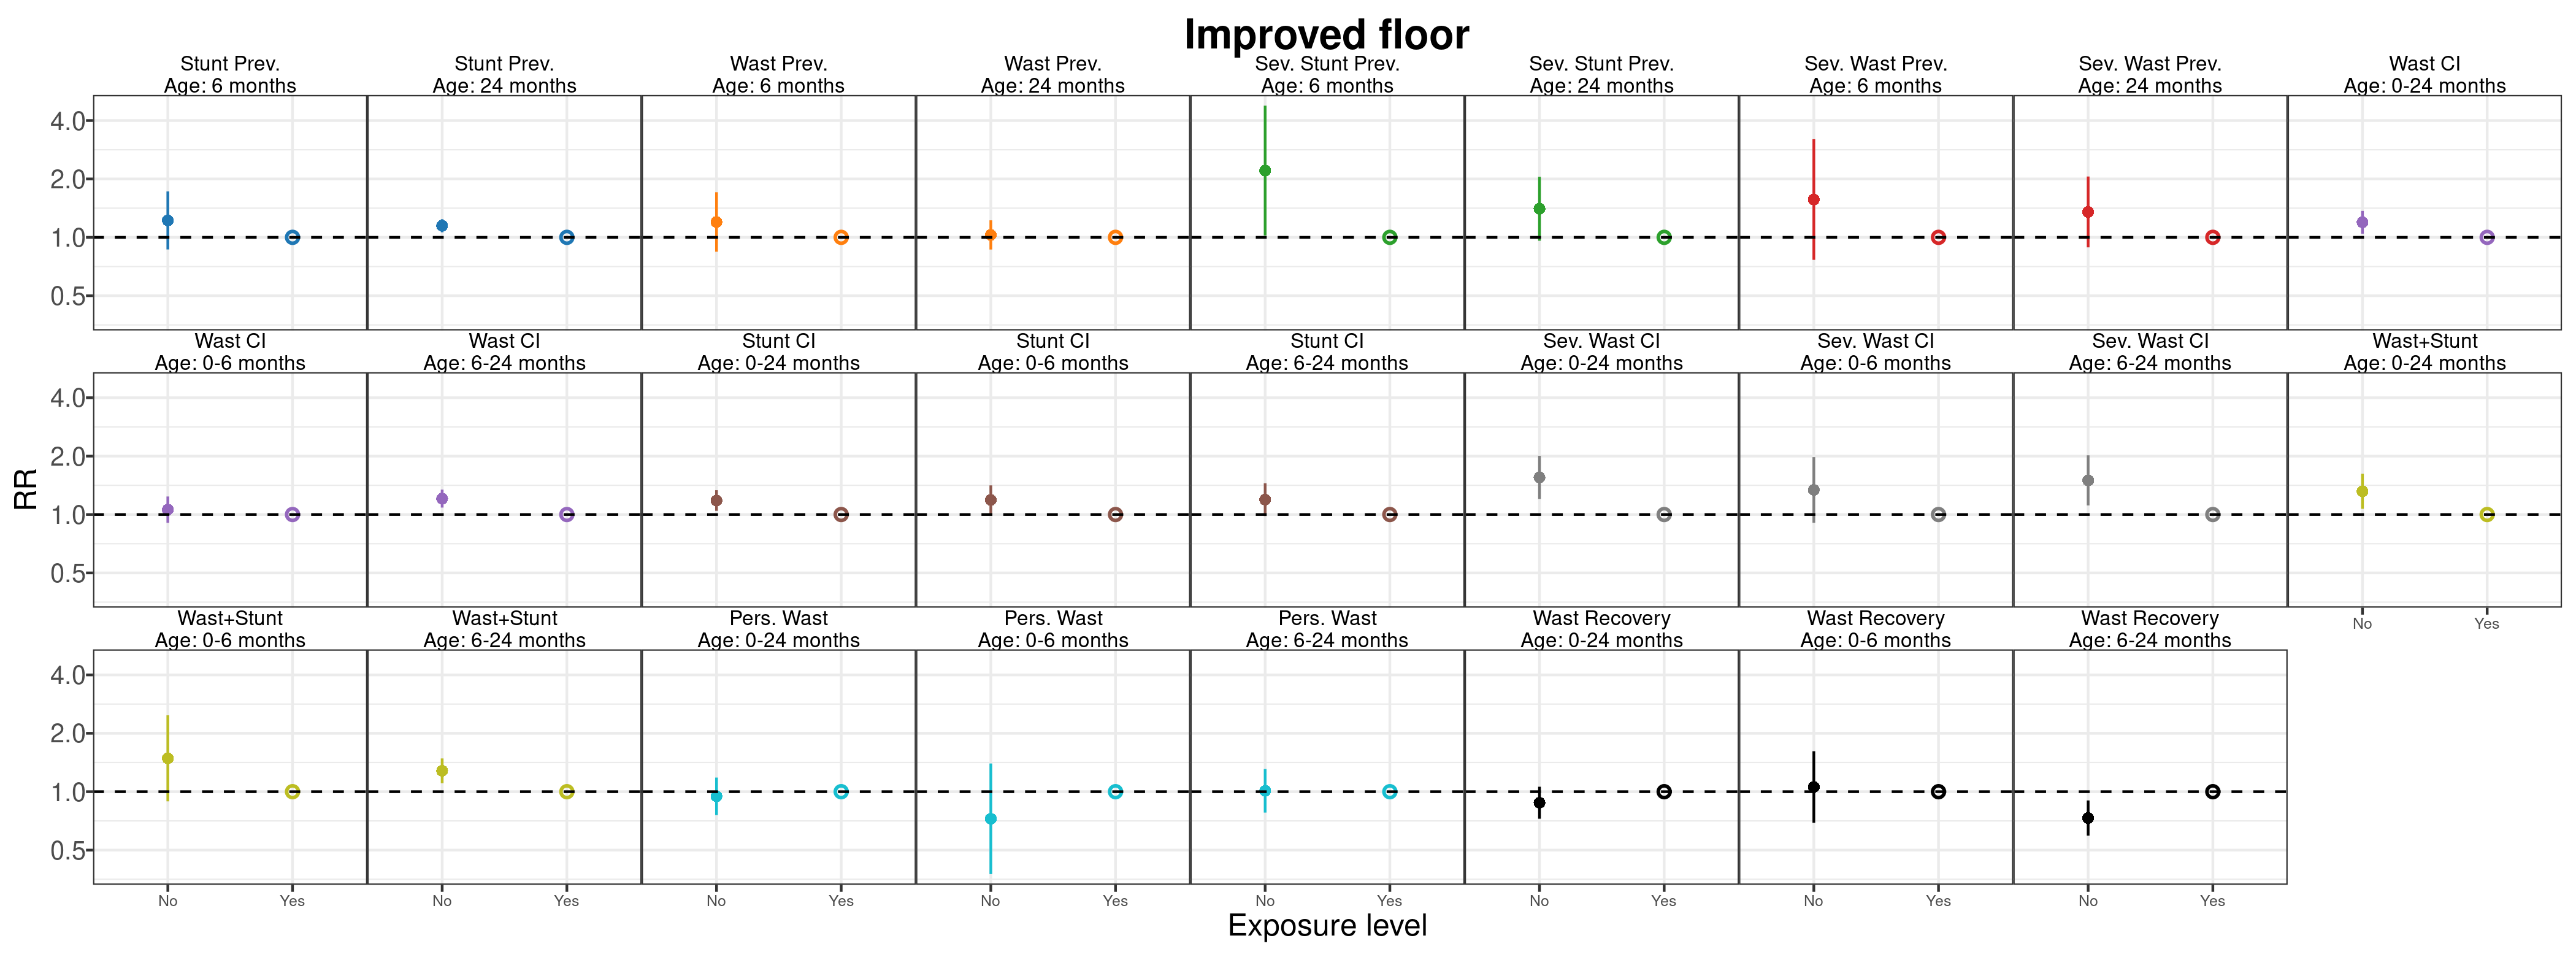 Improved floor
Stunt Prev.
Age: 6 months
Stunt Prev.
Age: 24 months
Wast Prev.
Age: 6 months
Wast Prev.
Age: 24 months
Sev. Stunt Prev.
Age: 6 months
Sev. Stunt Prev.
Age: 24 months
Sev. Wast Prev.
Age: 6 months
Sev. Wast Prev.
Age: 24 months
Wast CI
Age: 0-24 months
4.0
2.0
1.0
0.5
Wast CI
Age: 0-6 months
Wast CI
Age: 6-24 months
Stunt CI
Age: 0-24 months
Stunt CI
Age: 0-6 months
Stunt CI
Age: 6-24 months
Sev. Wast CI
Age: 0-24 months
Sev. Wast CI
Age: 0-6 months
Sev. Wast CI
Age: 6-24 months
Wast+Stunt
Age: 0-24 months
RR
4.0
2.0
1.0
0.5
No Yes
Wast+Stunt
Age: 0-6 months
Wast+Stunt
Age: 6-24 months
Pers. Wast
Age: 0-24 months
Pers. Wast
Age: 0-6 months
Pers. Wast
Age: 6-24 months
Wast Recovery
Age: 0-24 months
Wast Recovery
Age: 0-6 months
Wast Recovery
Age: 6-24 months
4.0
2.0
1.0
0.5
No Yes No Yes No Yes No Yes No Yes No Yes No Yes No Yes
Exposure level